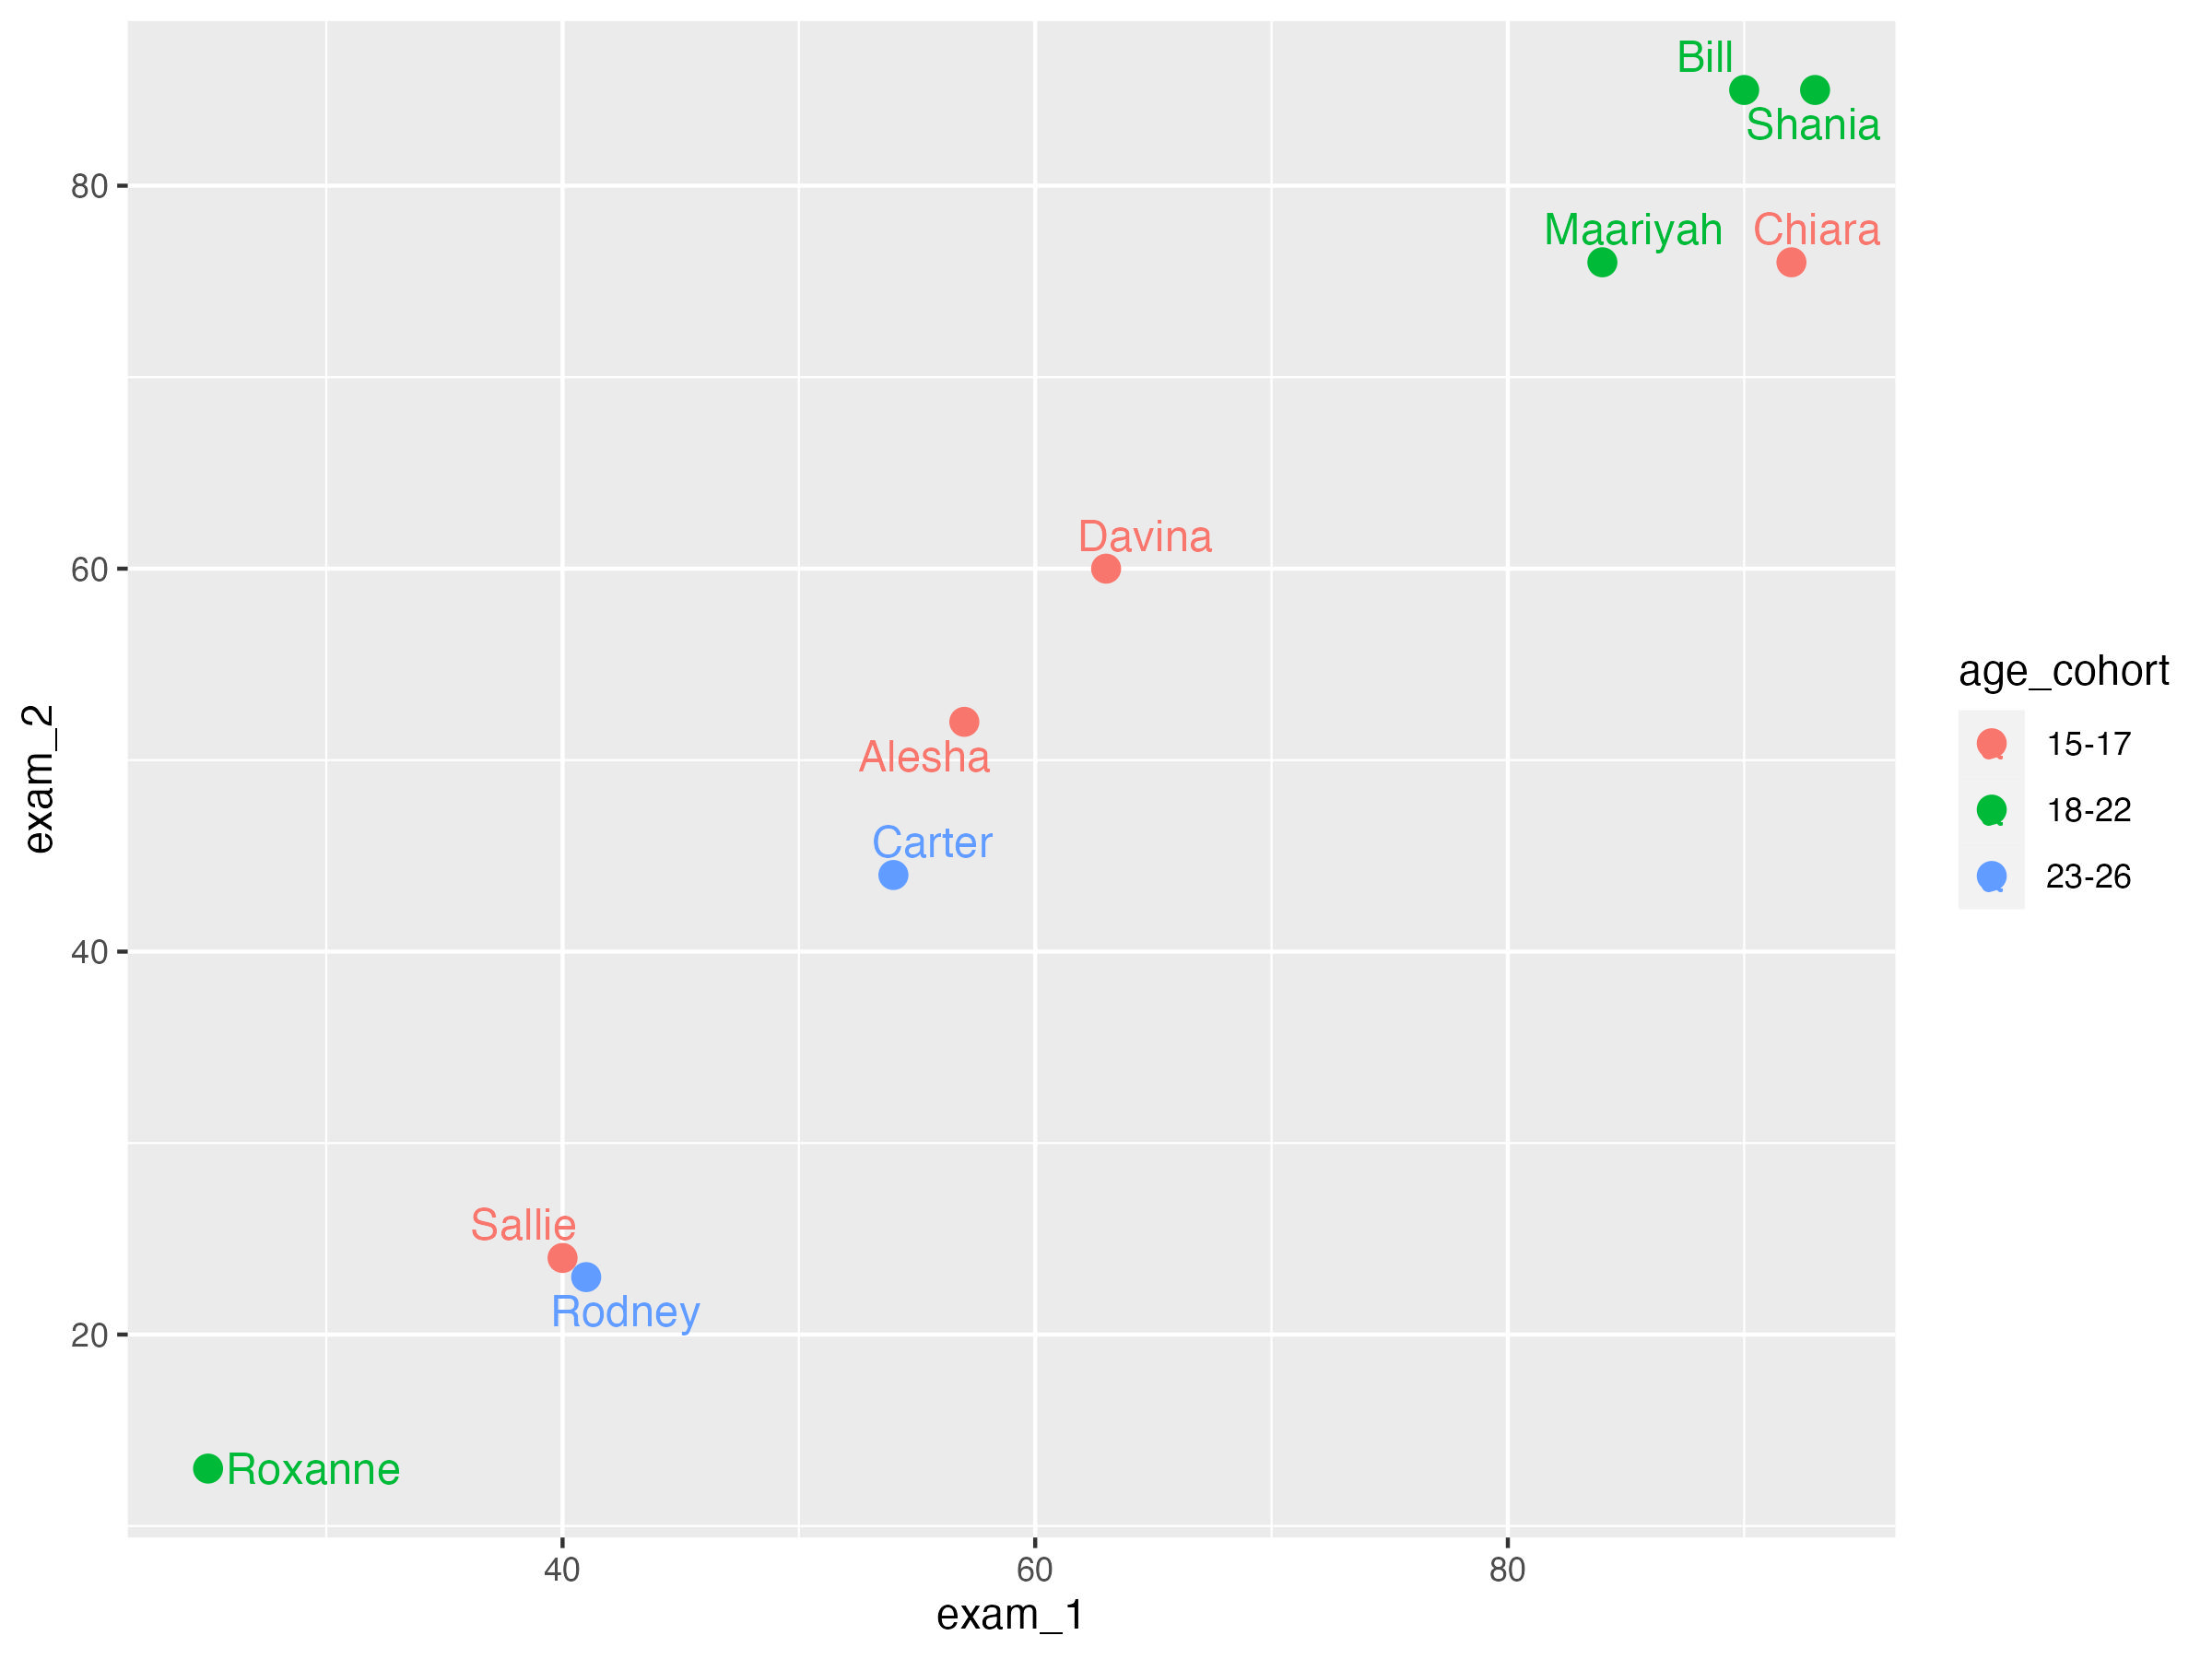 Bill
Shania
80
Maariyah Chiara
Davina
60
age_cohort
exam_2
Alesha
15-17
18-22
Carter
23-26
40
Sallie
Rodney
20
Roxanne
40 60 80
exam_1